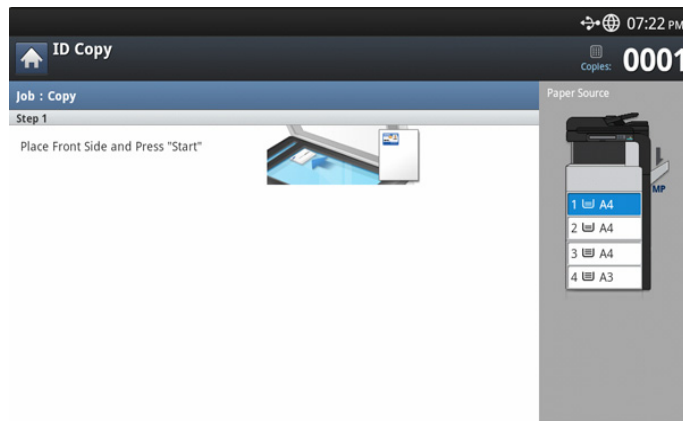 07:22 PM
ID Copy
Copies: 0001
Job : Copy
Paper Source
Step 1
Place Front Side and Press "Start"
MP
1 A4
2 A4
3 A4
4 A3